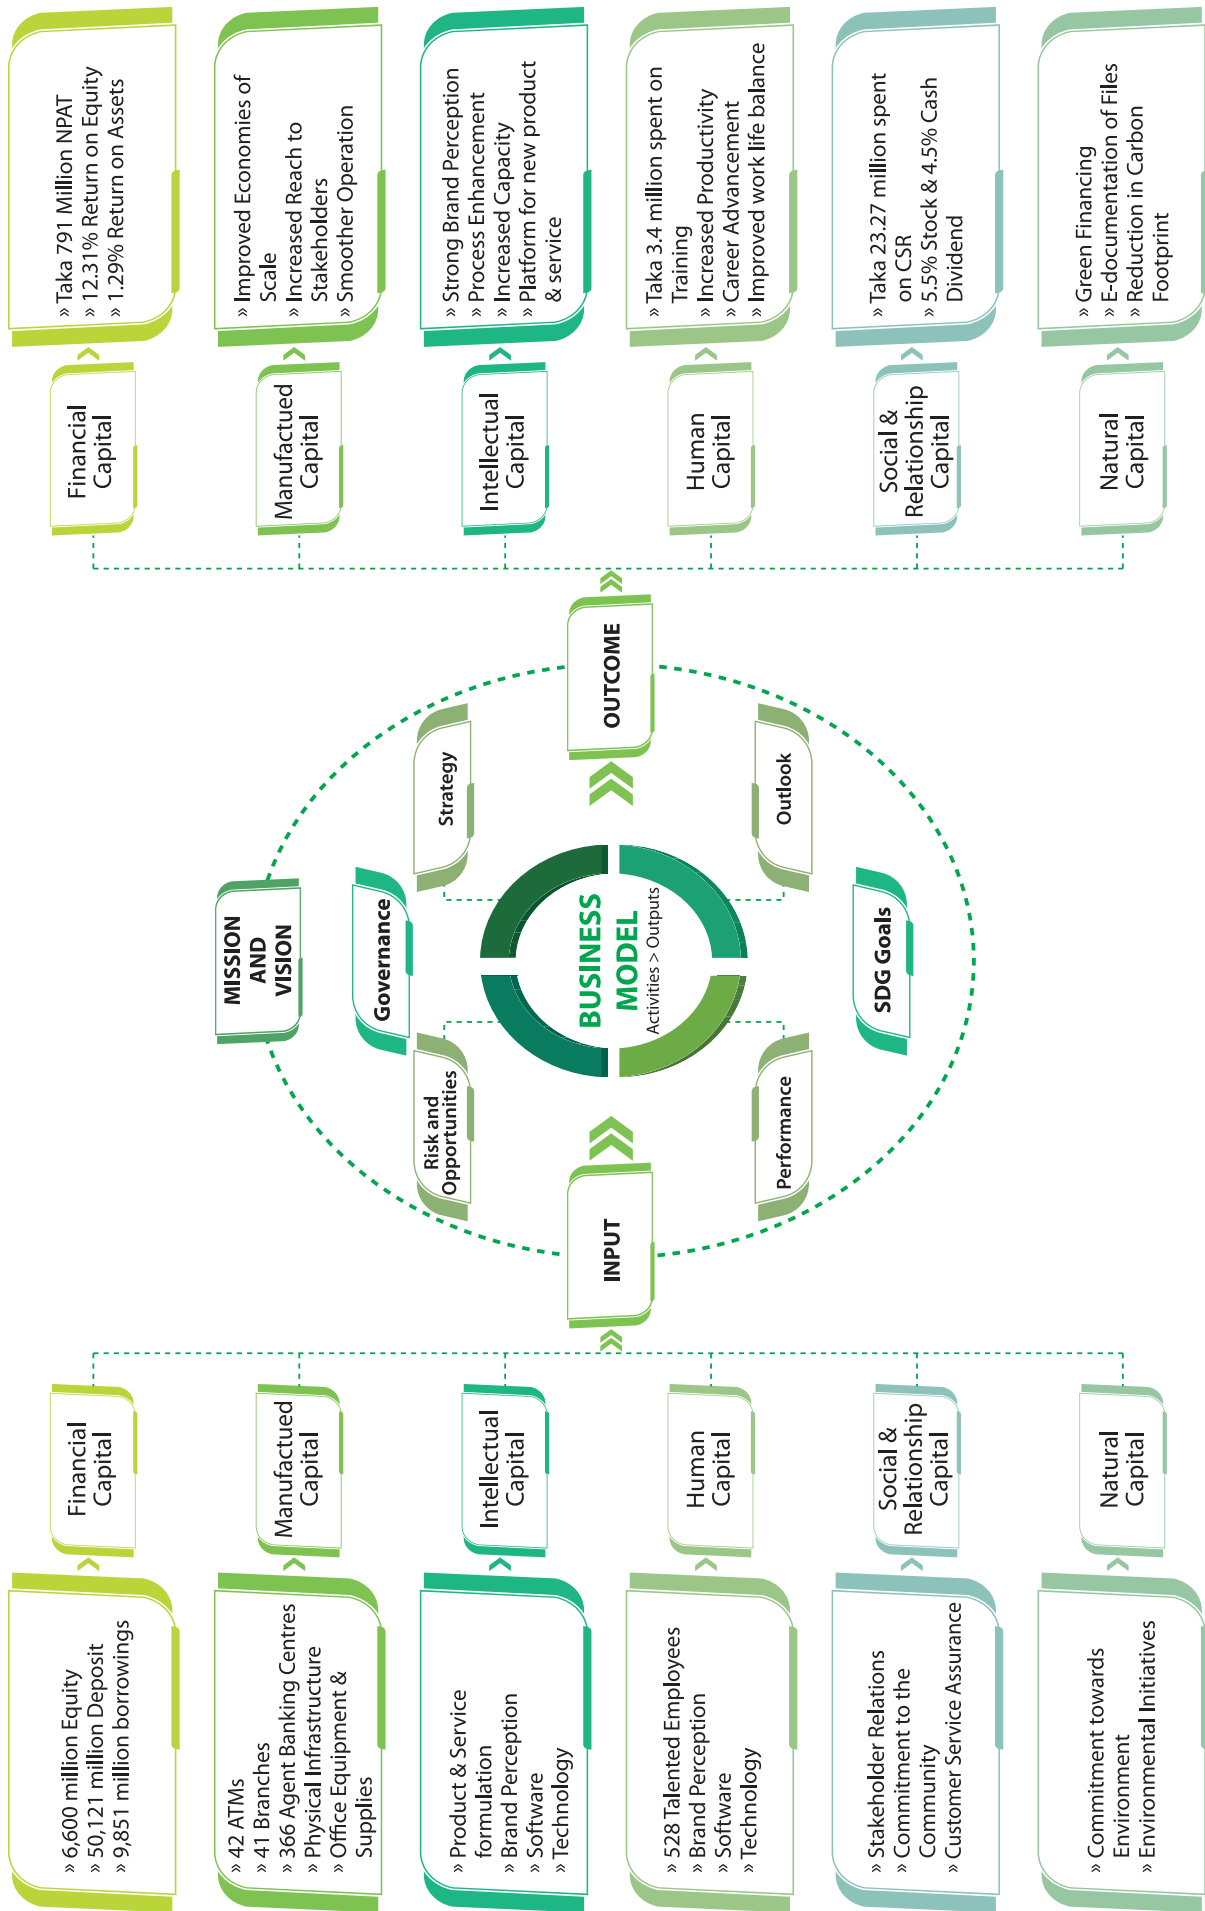 » 6,600 million Equity
» 50,121 million Deposit
» 9,851 million borrowings
Financial
Capital
» 42 ATMs
» 41 Branches
» 366 Agent Banking Centres
» Physical Infrastructure
» Office Equipment &
Supplies
Manufactued
Capital
» Product & Service
formulation
» Brand Perception
» Software
» Technology
Intellectual
Capital
» 528 Talented Employees
» Brand Perception
» Software
» Technology
Human
Capital
» Stakeholder Relations
» Commitment to the
Community
» Customer Service Assurance
Social &
Relationship
Capital
» Commitment towards
Environment
» Environmental Initiatives
Natural
Capital
INPUT
MISSION
AND
VISION
Governance
Risk and
Opportunities
Strategy
BUSINESS
MODEL
Activities > Outputs
Performance
Outlook
SDG Goals
OUTCOME
Financial
Capital
» Taka 791 Million NPAT
» 12.31% Return on Equity
» 1.29% Return on Assets
Manufactued
Capital
» Improved Economies of
Scale
» Increased Reach to
Stakeholders
» Smoother Operation
Intellectual
Capital
» Strong Brand Perception
» Process Enhancement
» Increased Capacity
» Platform for new product
& service
Human
Capital
» Taka 3.4 million spent on
Training
» Increased Productivity
» Career Advancement
» Improved work life balance
Social &
Relationship
Capital
» Taka 23.27 million spent
on CSR
» 5.5% Stock & 4.5% Cash
Dividend
Natural
Capital
» Green Financing
» E-documentation of Files
» Reduction in Carbon
Footprint